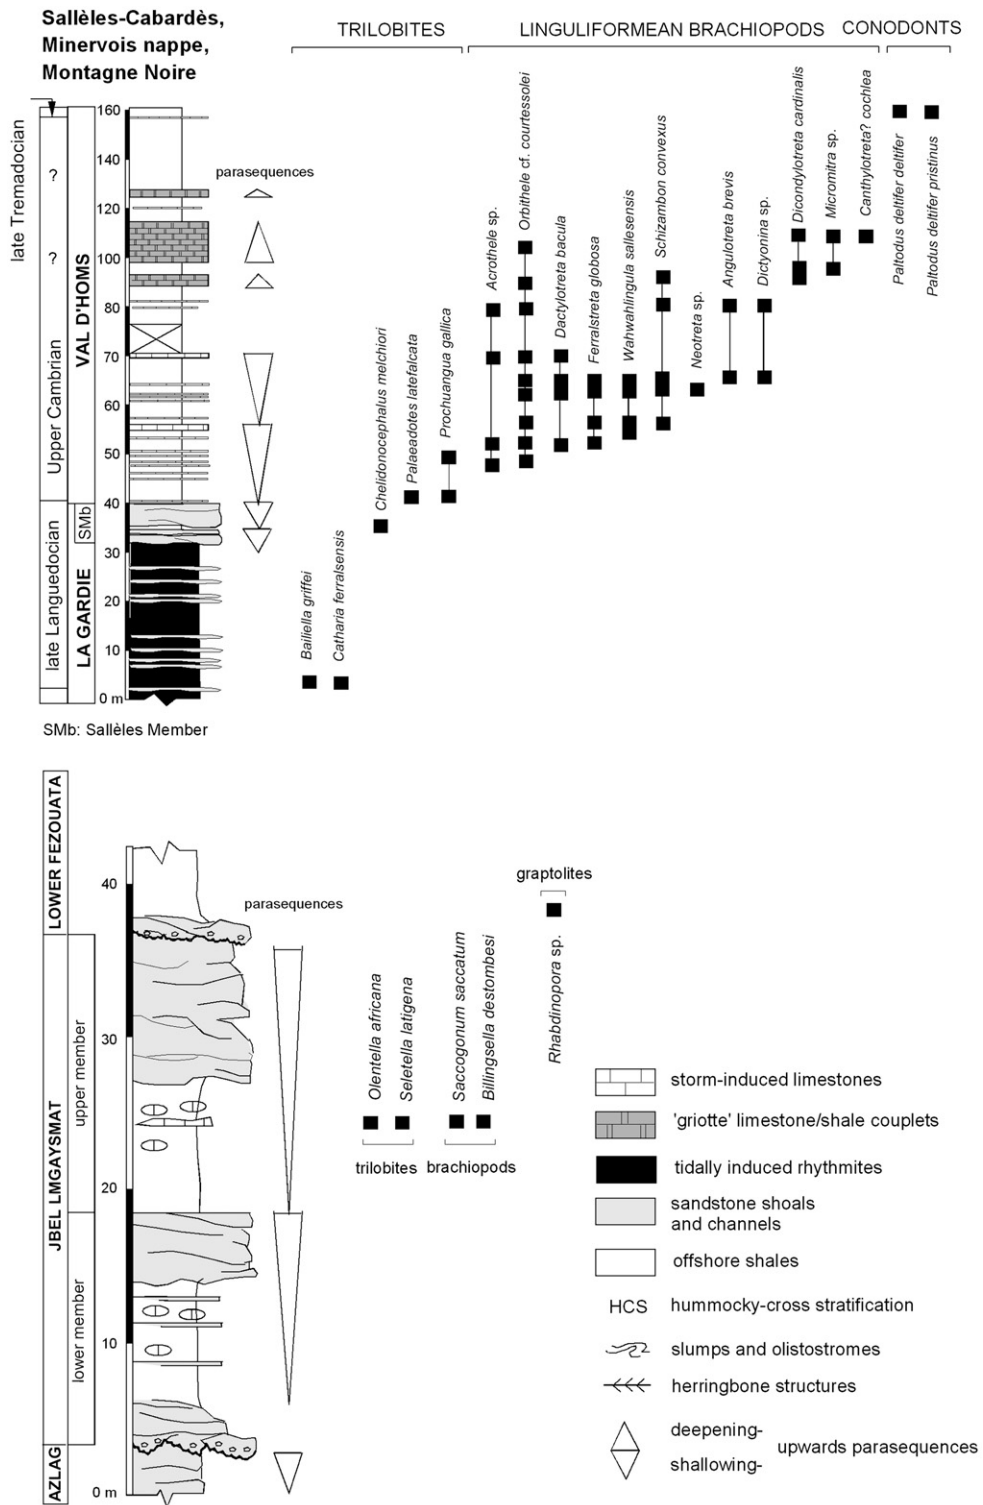 Sallèles-Cabardès,
Minervois nappe,
Montagne Noire
TRILOBITES
LINGULIFORMEAN BRACHIOPODS
CONODONTS
late Tremadocian
?
?
Upper Cambrian
late Languedocian
VAL D'HOMS
SMb
LA GARDIE
160
140
120
100
80
70
60
50
40
30
20
10
0 m
parasequences
Bailiella griffei
Catharia ferralsensis
Chelidonocephalus melchiori
Palaeadotes latefalcata
Prochuangua gallica
Acrothele sp.
Orbithele cf. courtessolei
Dactylotreta bacula
Ferralstreta globosa
Wahwahlingula sallesensis
Schizambon convexus
Neotreta sp.
Angulotreta brevis
Dictyonina sp.
Dicondylotreta cardinalis
Micromitra sp.
Canthylotreta? cochlea
Paltodus deltifer deltifer
Paltodus deltifer pristinus
SMb: Sallèles Member
LOWER FEZOUATA
JBEL LMGAYSMAT
AZLAG
upper member
lower member
40
30
20
10
0 m
parasequences
Olentella africana
Seletella latigena
trilobites
Saccogonum saccatum
Billingsella destombesi
brachiopods
graptolites
Rhabdinopora sp.
storm-induced limestones
'griotte' limestone/shale couplets
tidally induced rhythmites
sandstone shoals
and channels
offshore shales
HCS hummocky-cross stratification
slumps and olistostromes
herringbone structures
deepening-
upwards parasequences
shallowing-